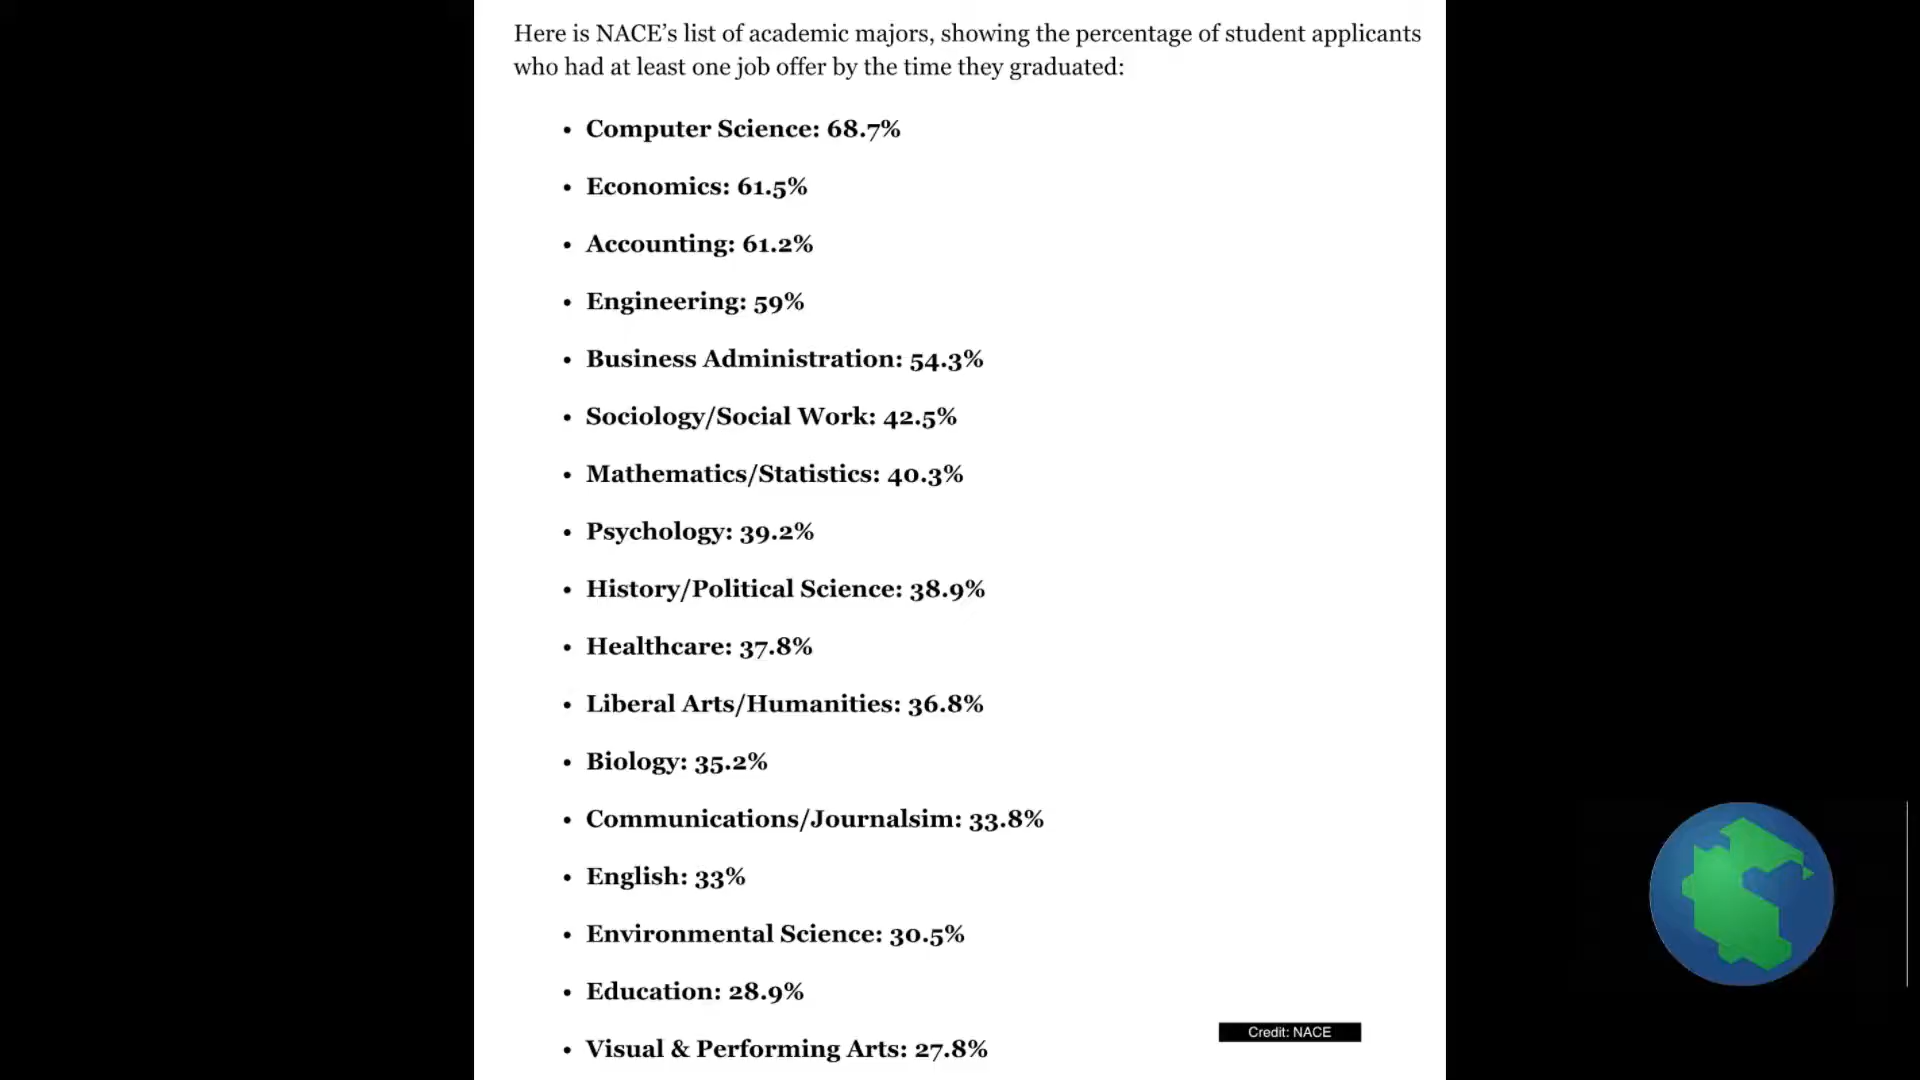 Here is NACE’s list of academic majors, showing the percentage of student applicants
who had at least one job offer by the time they graduated:
• Computer Science: 68.7%
• Economics: 61.5%
• Accounting: 61.2%
• Engineering: 59%
• Business Administration: 54.3%
• Sociology/Social Work: 42.5%
• Mathematics/Statistics: 40.3%
• Psychology: 39.2%
• History/Political Science: 38.9%
• Healthcare: 37.8%
• Liberal Arts/Humanities: 36.8%
• Biology: 35.2%
• Communications/Journalsim: 33.8%
• English: 33%
• Environmental Science: 30.5%
• Education: 28.9%
• Visual & Performing Arts: 27.8%
Credit: NACE